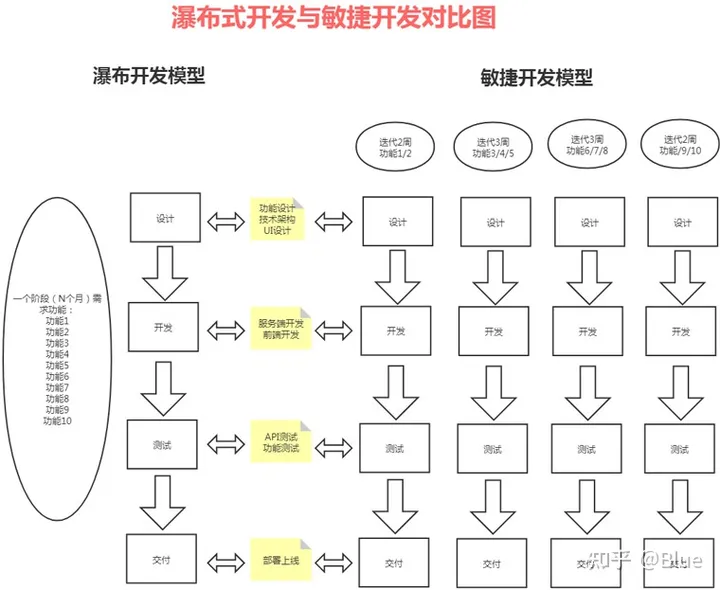 瀑布式开发与敏捷开发对比图
瀑布开发模型
敏捷开发模型
迭代2周
功能1/2
迭代3周
功能3/4/5
迭代3周
功能6/7/8
迭代2周
功能/9/10
一个阶段（N个月）需
求功能：
功能1
功能2
功能3
功能4
功能5
功能6
功能7
功能8
功能9
功能10
设计
功能设计
技术架构
UI设计
设计
设计
设计
设计
开发
服务端开发
前端开发
开发
开发
开发
开发
测试
API测试
功能测试
测试
测试
测试
测试
交付
部署上线
交付
交付
交付
交付
知乎 @Blue